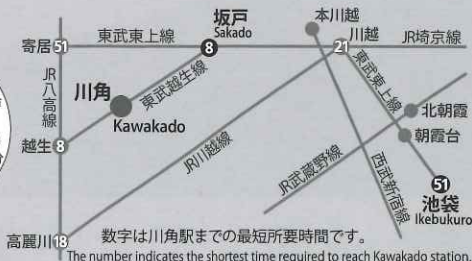 本川越
坂戸
Sakado
寄居 51
東武東上線
8
21 川越
JR埼京線
JR八高線
川角
Kawakado
東武越生線
東武東上線
北朝霞
朝霞台
越生 8
JR川越線
JR武蔵野線
西武新宿線
51
池袋
Ikebukuro
高麗川 18
数字は川角駅までの最短所要時間です。
The number indicates the shortest time required to reach Kawakado station.